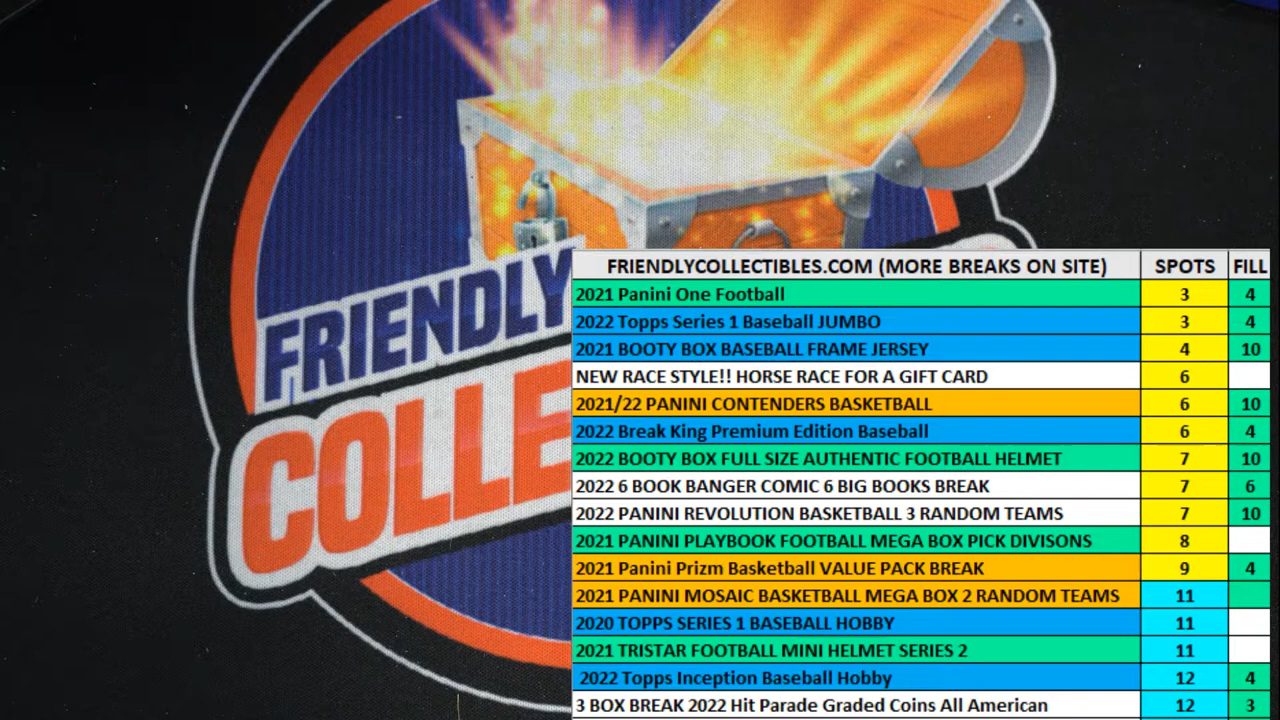 FRIENDLY
COLLE
FRIENDLYCOLLECTIBLES.COM (MORE BREAKS ON SITE) SPOTS FILL
2021 Panini One Football 3 4
2022 Topps Series 1 Baseball JUMBO 3 4
2021 BOOTY BOX BASEBALL FRAME JERSEY 4 10
NEW RACE STYLE!! HORSE RACE FOR A GIFT CARD 6
2021/22 PANINI CONTENDERS BASKETBALL 6 10
2022 Break King Premium Edition Baseball 6 4
2022 BOOTY BOX FULL SIZE AUTHENTIC FOOTBALL HELMET 7 10
2022 6 BOOK BANGER COMIC 6 BIG BOOKS BREAK 7 6
2022 PANINI REVOLUTION BASKETBALL 3 RANDOM TEAMS 7 10
2021 PANINI PLAYBOOK FOOTBALL MEGA BOX PICK DIVISONS 8
2021 Panini Prizm Basketball VALUE PACK BREAK 9 4
2021 PANINI MOSAIC BASKETBALL MEGA BOX 2 RANDOM TEAMS 11
2020 TOPPS SERIES 1 BASEBALL HOBBY 11
2021 TRISTAR FOOTBALL MINI HELMET SERIES 2 11
2022 Topps Inception Baseball Hobby 12 4
3 BOX BREAK 2022 Hit Parade Graded Coins All American 12 3